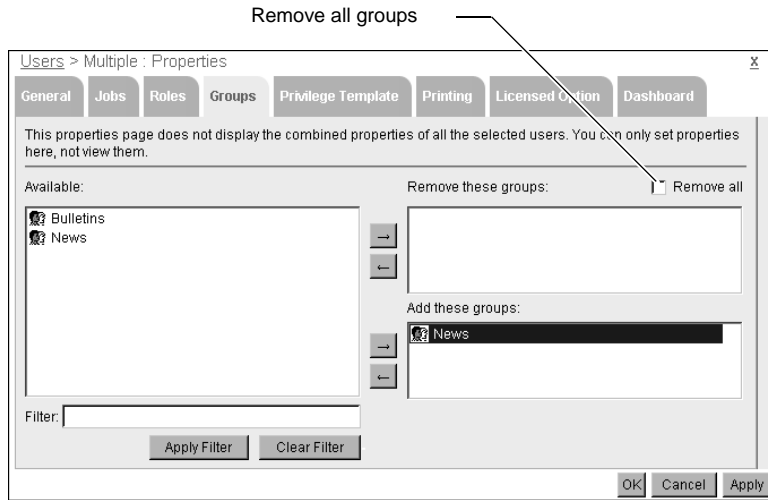 Remove all groups
Users > Multiple : Properties
x
General Jobs Roles Groups Privilege Template Printing Licensed Option Dashboard
This properties page does not display the combined properties of all the selected users. You can only set properties
here, not view them.
Available:
Remove these groups:
Remove all
Bulletins
News
→
←
Add these groups:
News
→
←
Filter:
Apply Filter Clear Filter
OK Cancel Apply